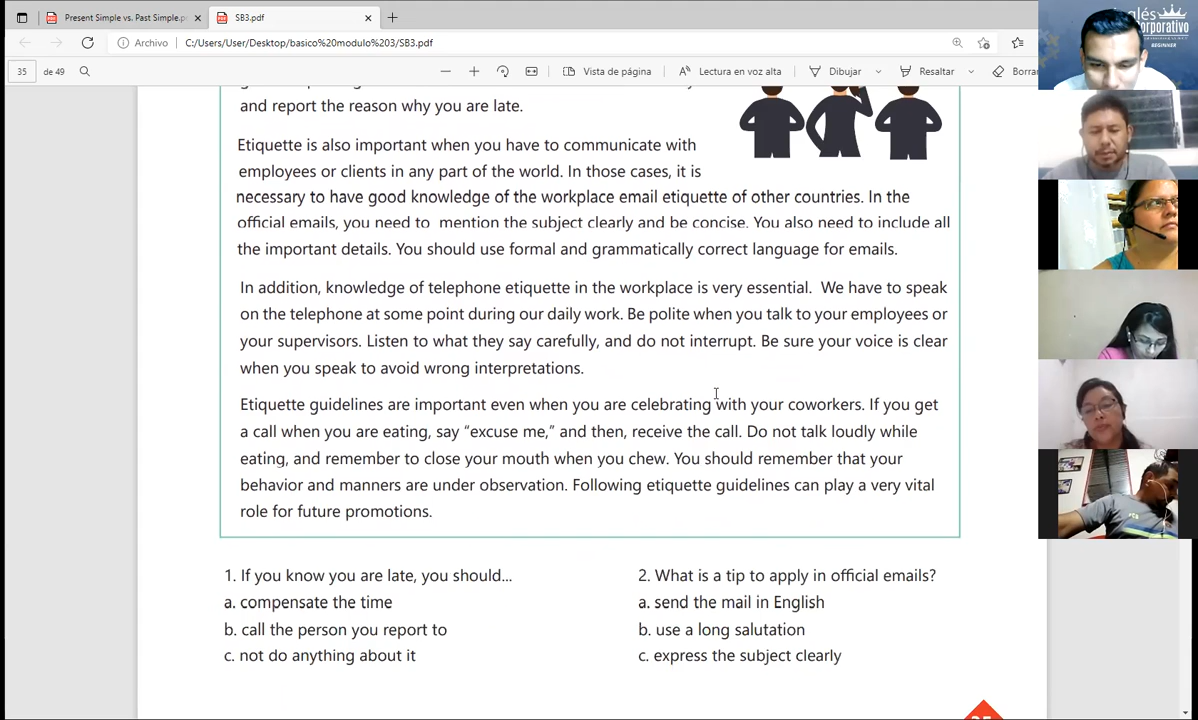 Present Simple vs. Past Simple.p
SB3.pdf
Archivo
C:/Users/User/Desktop/basico%20modulo%203/SB3.pdf
35
de 49
Vista de página
Lectura en voz alta
Dibujar
Resaltar
Borrar
and report the reason why you are late.
Etiquette is also important when you have to communicate with
employees or clients in any part of the world. In those cases, it is
necessary to have good knowledge of the workplace email etiquette of other countries. In the
official emails, you need to mention the subject clearly and be concise. You also need to include all
the important details. You should use formal and grammatically correct language for emails.
In addition, knowledge of telephone etiquette in the workplace is very essential. We have to speak
on the telephone at some point during our daily work. Be polite when you talk to your employees or
your supervisors. Listen to what they say carefully, and do not interrupt. Be sure your voice is clear
when you speak to avoid wrong interpretations.
Etiquette guidelines are important even when you are celebrating with your coworkers. If you get
a call when you are eating, say “excuse me,” and then, receive the call. Do not talk loudly while
eating, and remember to close your mouth when you chew. You should remember that your
behavior and manners are under observation. Following etiquette guidelines can play a very vital
role for future promotions.
1. If you know you are late, you should...
a. compensate the time
b. call the person you report to
c. not do anything about it
2. What is a tip to apply in official emails?
a. send the mail in English
b. use a long salutation
c. express the subject clearly
nglés
orporativo
BEGINNER